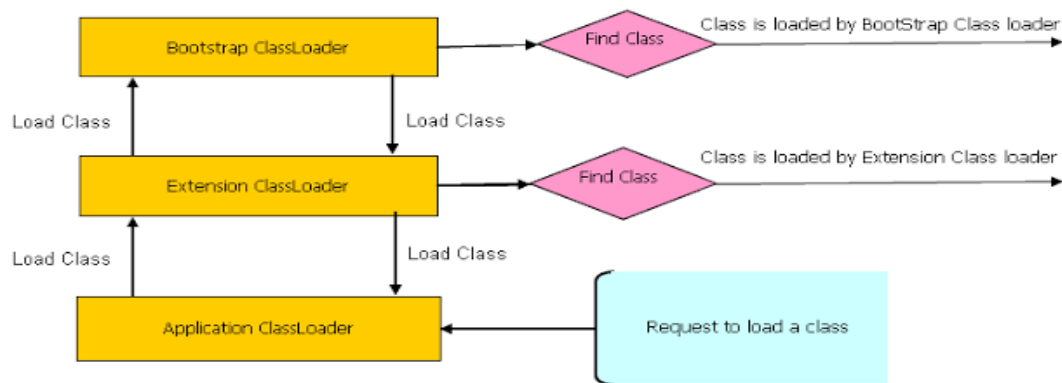 Bootstrap ClassLoader
Find Class
Class is loaded by BootStrap Class loader
Load Class
Load Class
Extension ClassLoader
Find Class
Class is loaded by Extension Class loader
Load Class
Load Class
Application ClassLoader
Request to load a class